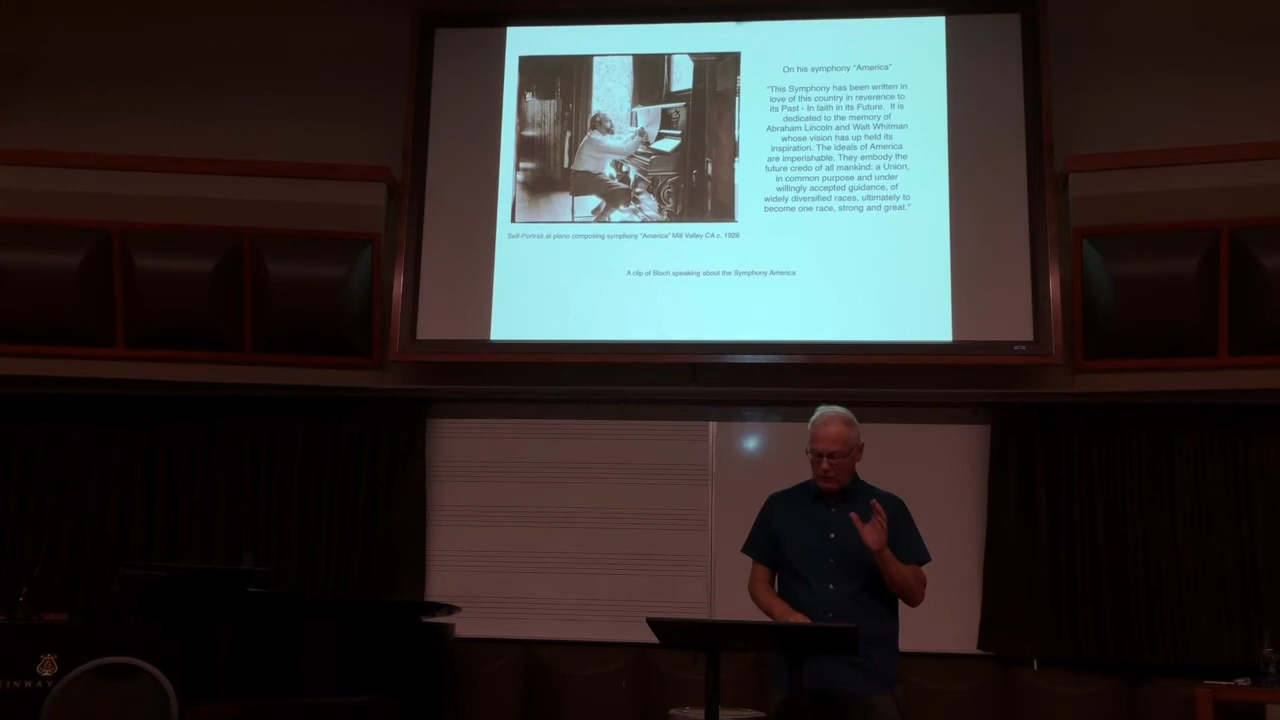 On his symphony “America”
“This Symphony has been written in
love of this country in reverence to
its Past - In faith in its Future. It is
dedicated to the memory of
Abraham Lincoln and Walt Whitman
whose vision has up held its
inspiration. The ideals of America
are imperishable. They embody the
future credo of all mankind: a Union,
in common purpose and under
willingly accepted guidance, of
widely diversified races, ultimately to
become one race, strong and great.”
Self-Portrait at piano composing symphony “America” Mill Valley CA c. 1926
A clip of Bloch speaking about the Symphony America
INWAY